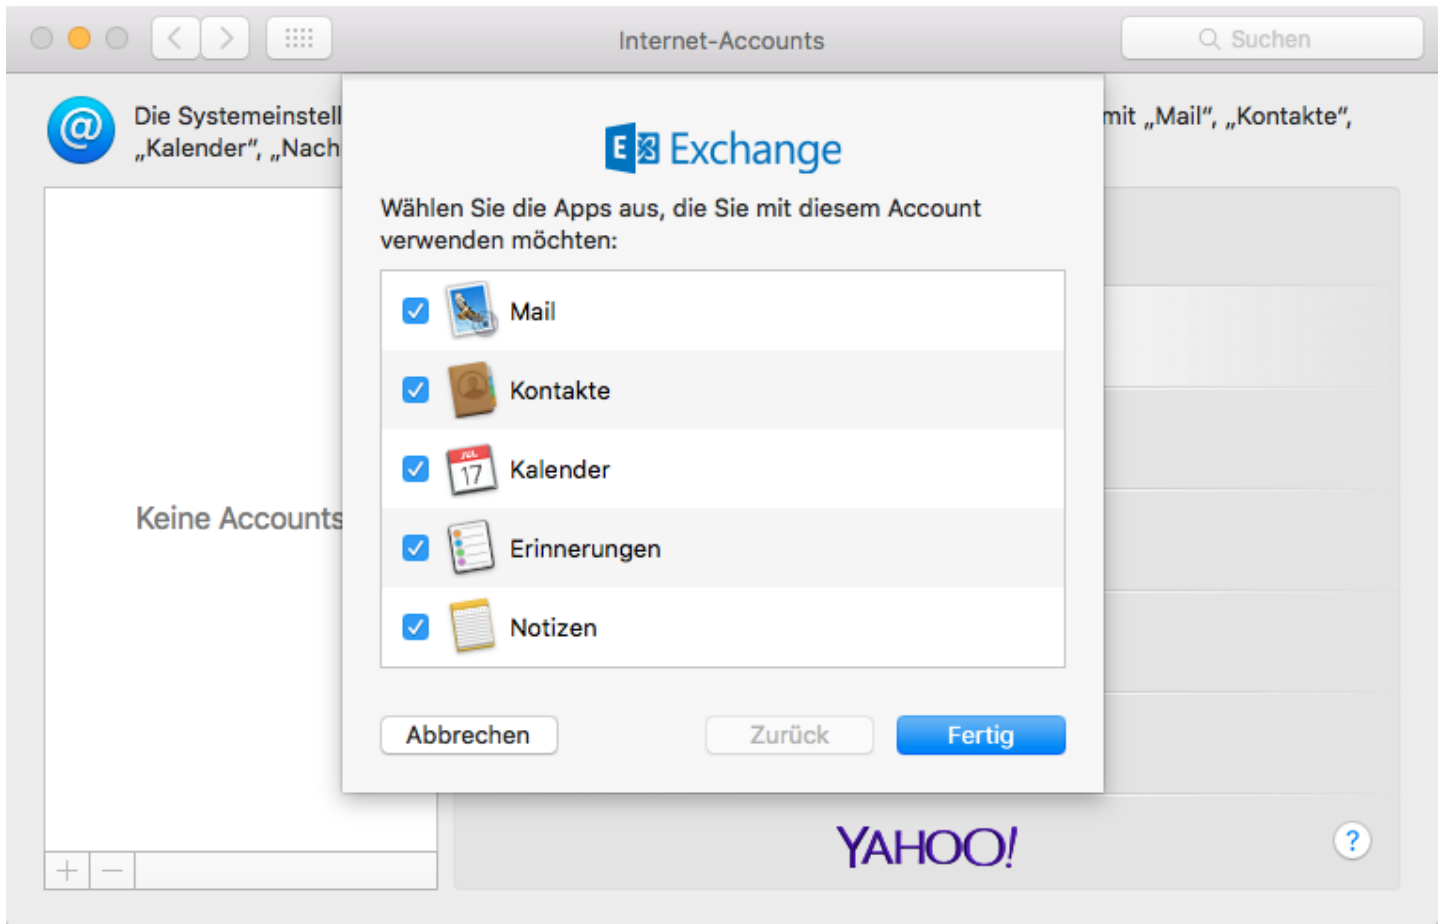 Internet-Accounts
Suchen
Die Systemeinstell
mit „Mail“, „Kontakte“,
„Kalender“, „Nach
E Exchange
Wählen Sie die Apps aus, die Sie mit diesem Account
verwenden möchten:
Mail
Kontakte
JUL
17
Kalender
Keine Accounts
Erinnerungen
Notizen
Abbrechen
Zurück
Fertig
YAHOO!
?